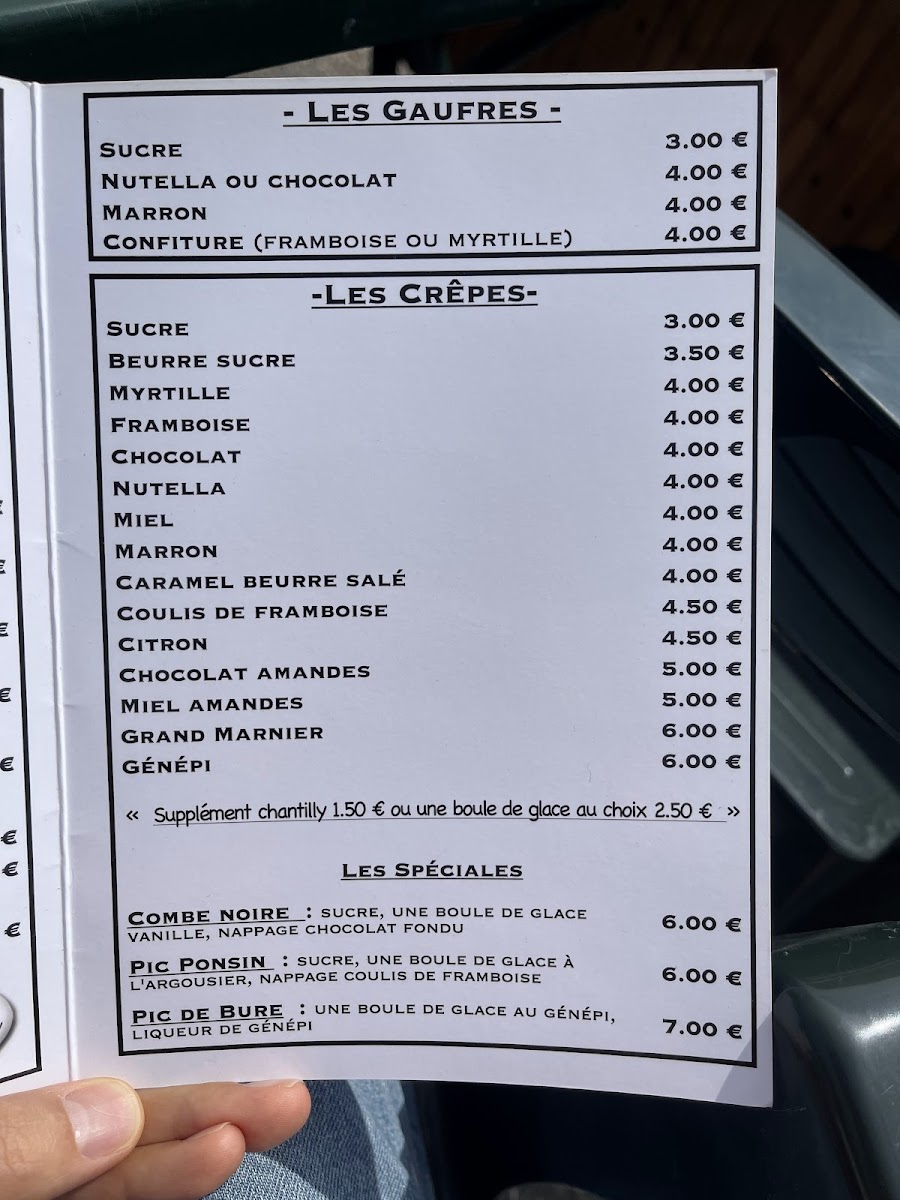 - Les Gaufres -
Sucre 3.00 €
Nutella ou chocolat 4.00 €
Marron 4.00 €
Confiture (framboise ou myrtille) 4.00 €
-Les Crêpes-
Sucre 3.00 €
Beurre sucre 3.50 €
Myrtille 4.00 €
Framboise 4.00 €
Chocolat 4.00 €
Nutella 4.00 €
Miel 4.00 €
Marron 4.00 €
Caramel beurre salé 4.00 €
Coulis de framboise 4.50 €
Citron 4.50 €
Chocolat amandes 5.00 €
Miel amandes 5.00 €
Grand Marnier 6.00 €
Génépi 6.00 €
« Supplément chantilly 1.50 € ou une boule de glace au choix 2.50 € »
Les Spéciales
Combe noire : sucre, une boule de glace
vanille, nappage chocolat fondu 6.00 €
Pic Ponsin : sucre, une boule de glace à
l'argousier, nappage coulis de framboise 6.00 €
Pic de Bure : une boule de glace au génépi,
liqueur de génépi 7.00 €
€
€
€
€
€
€
€
€